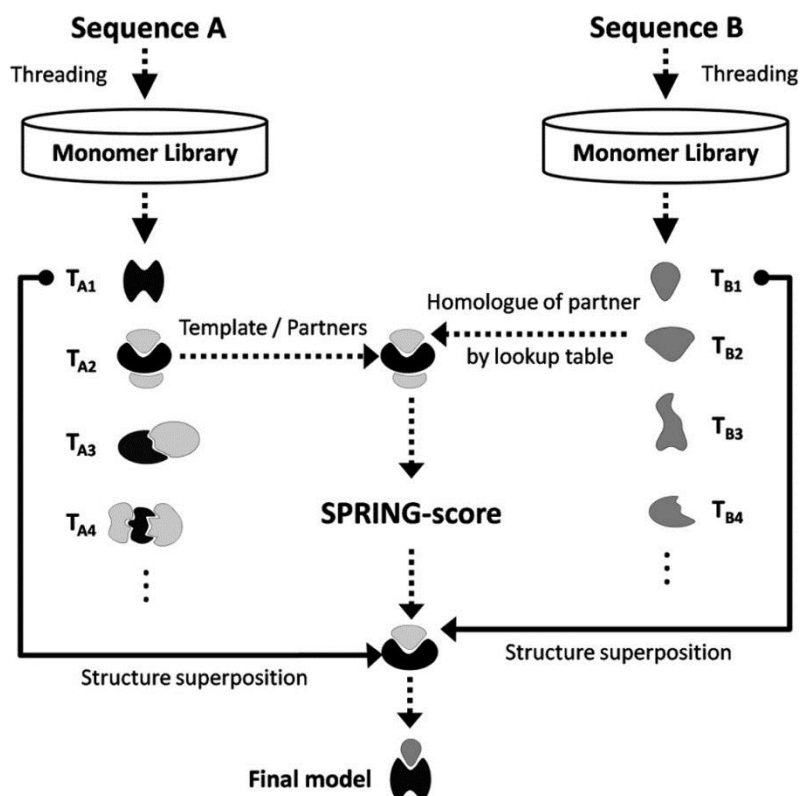 Sequence A
Sequence B
Threading
Threading
Monomer Library
Monomer Library
TA1
TB1
Homologue of partner
Template / Partners
TA2
by lookup table
TB2
TA3
TB3
TA4
SPRING-score
TB4
Structure superposition
Structure superposition
Final model